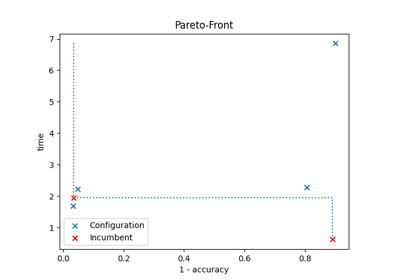 Pareto-Front
7
6
5
4
3
2
1
time
Configuration
Incumbent
0.0
0.2
0.4
0.6
0.8
1 - accuracy